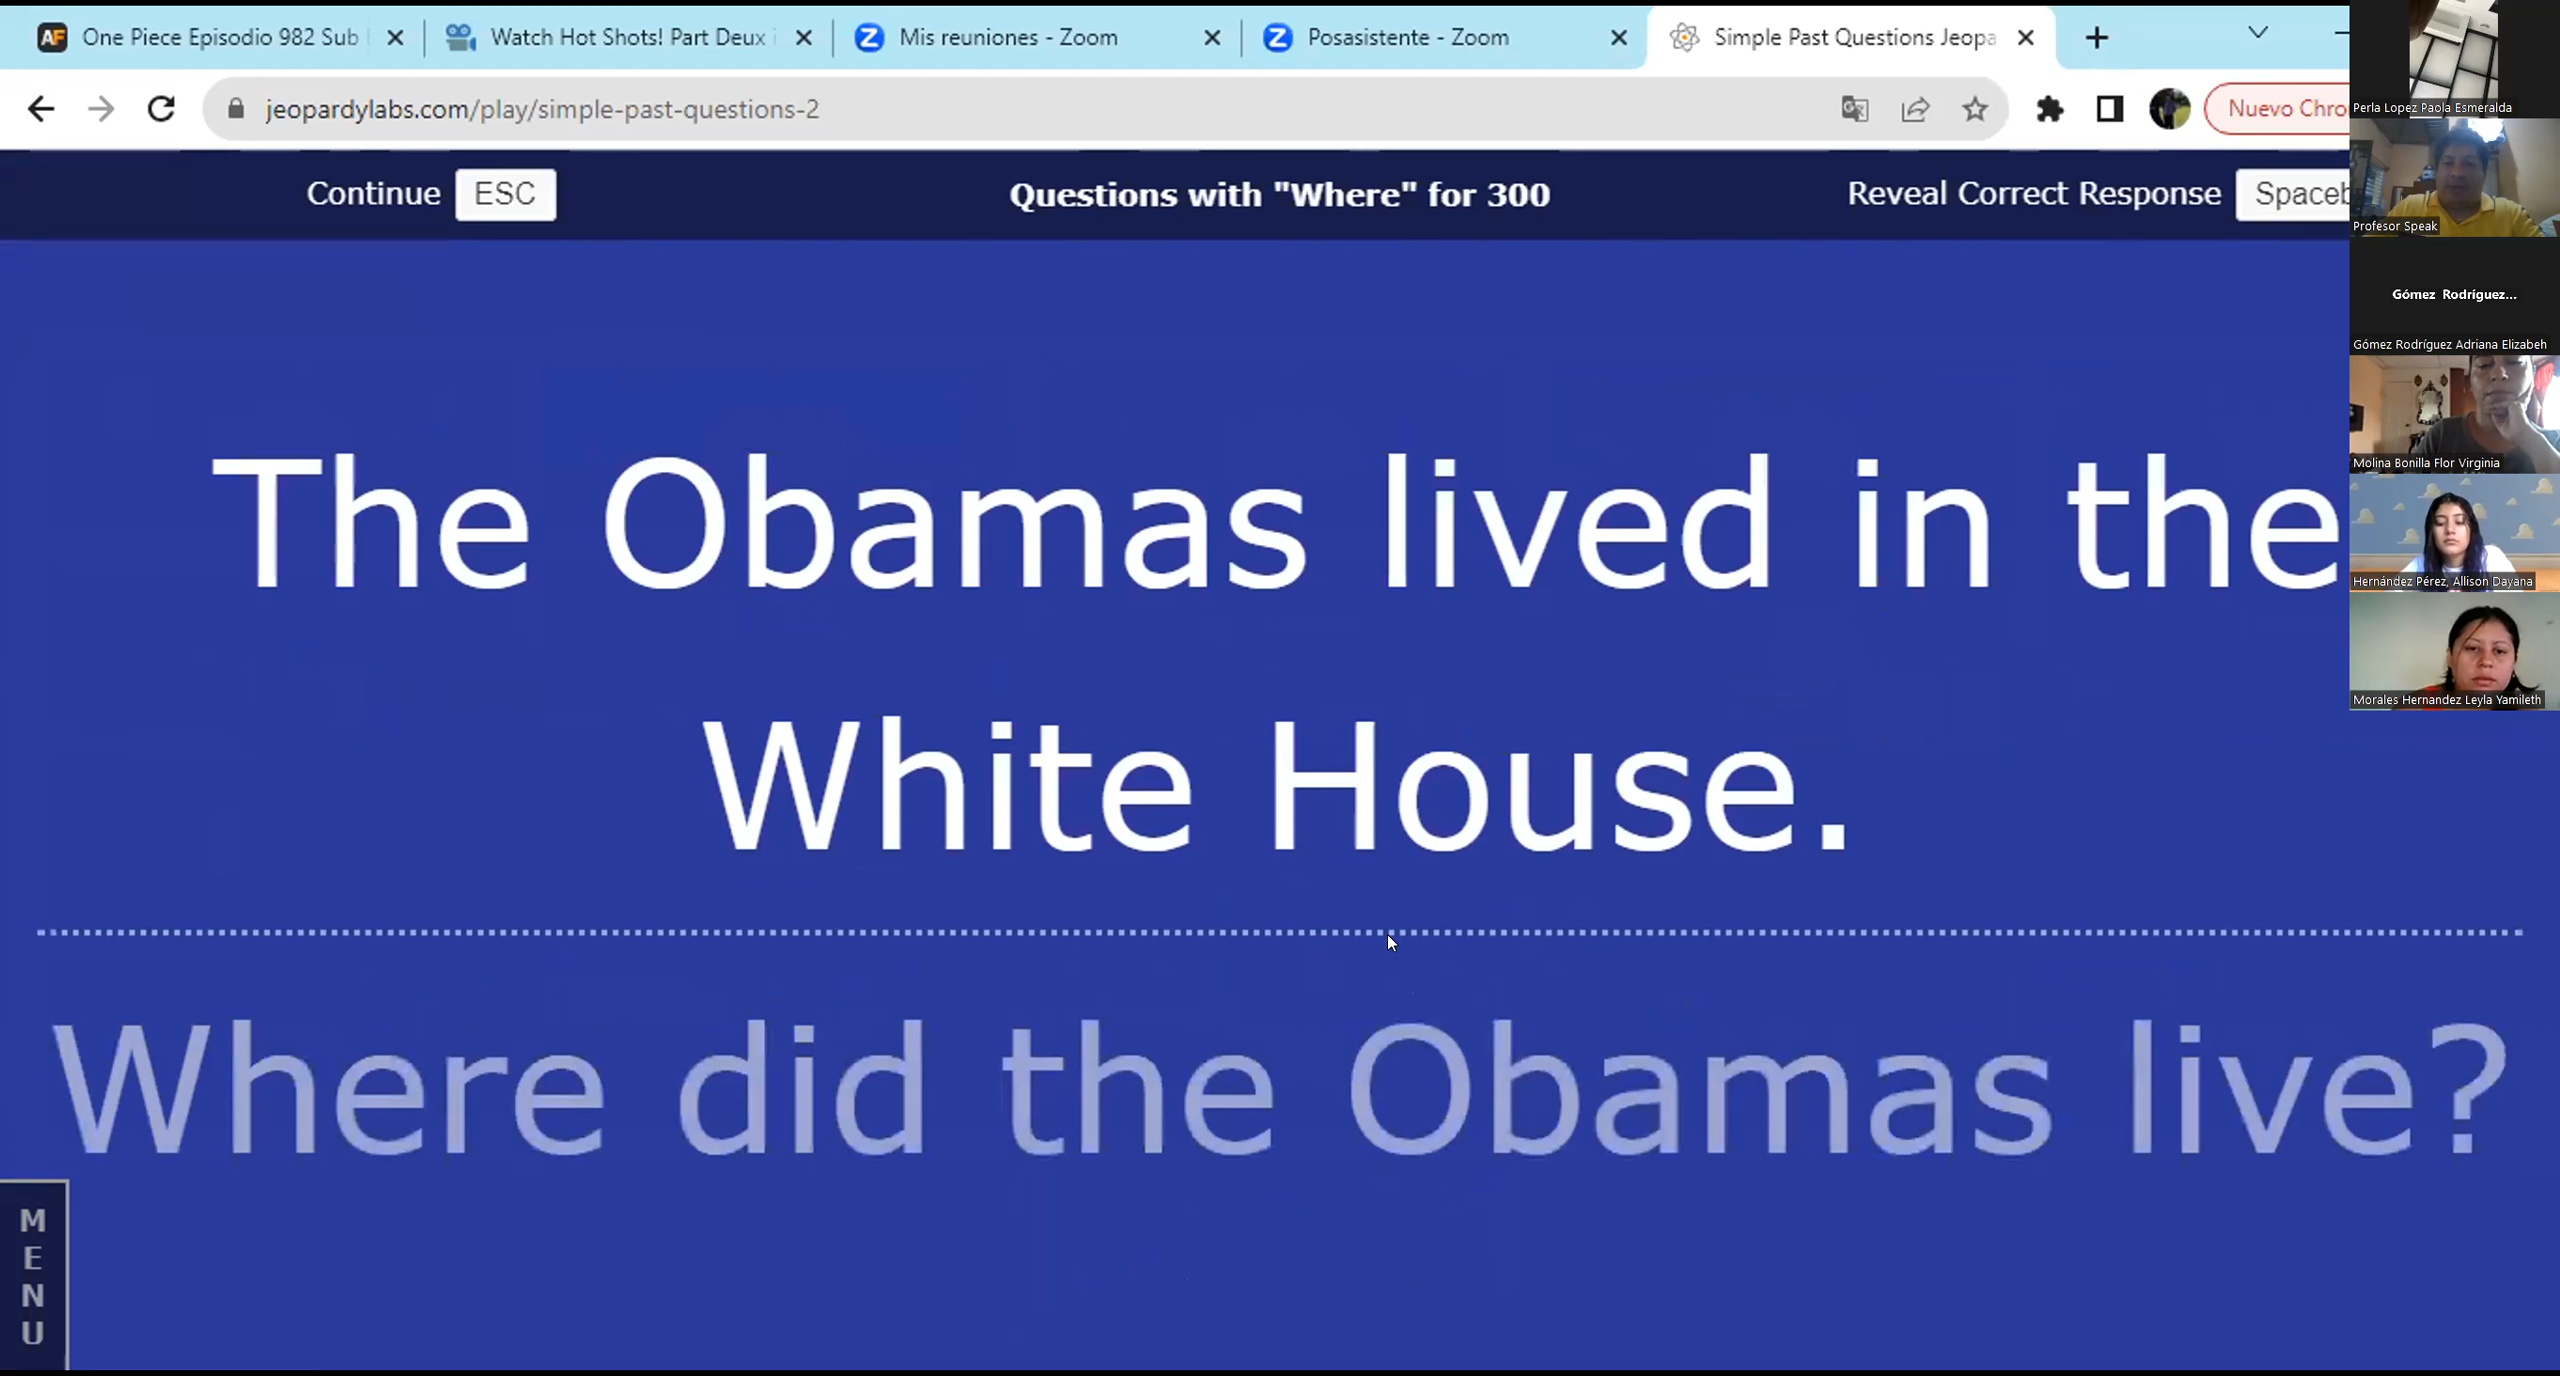 One Piece Episodio 982 Sub
Watch Hot Shots! Part Deux i
Mis reuniones - Zoom
Posasistente - Zoom
Simple Past Questions Jeopa
jeopardylabs.com/play/simple-past-questions-2
Nuevo Chro
Continue ESC
Questions with "Where" for 300
Reveal Correct Response Spaceb
The Obamas lived in the
White House.
Where did the Obamas live?
MENU
Perla Lopez Paola Esmeralda
Profesor Speak
Gómez Rodríguez...
Gómez Rodríguez Adriana Elizabeh
Molina Bonilla Flor Virginia
Hernández Pérez, Allison Dayana
Morales Hernandez Leyla Yamileth